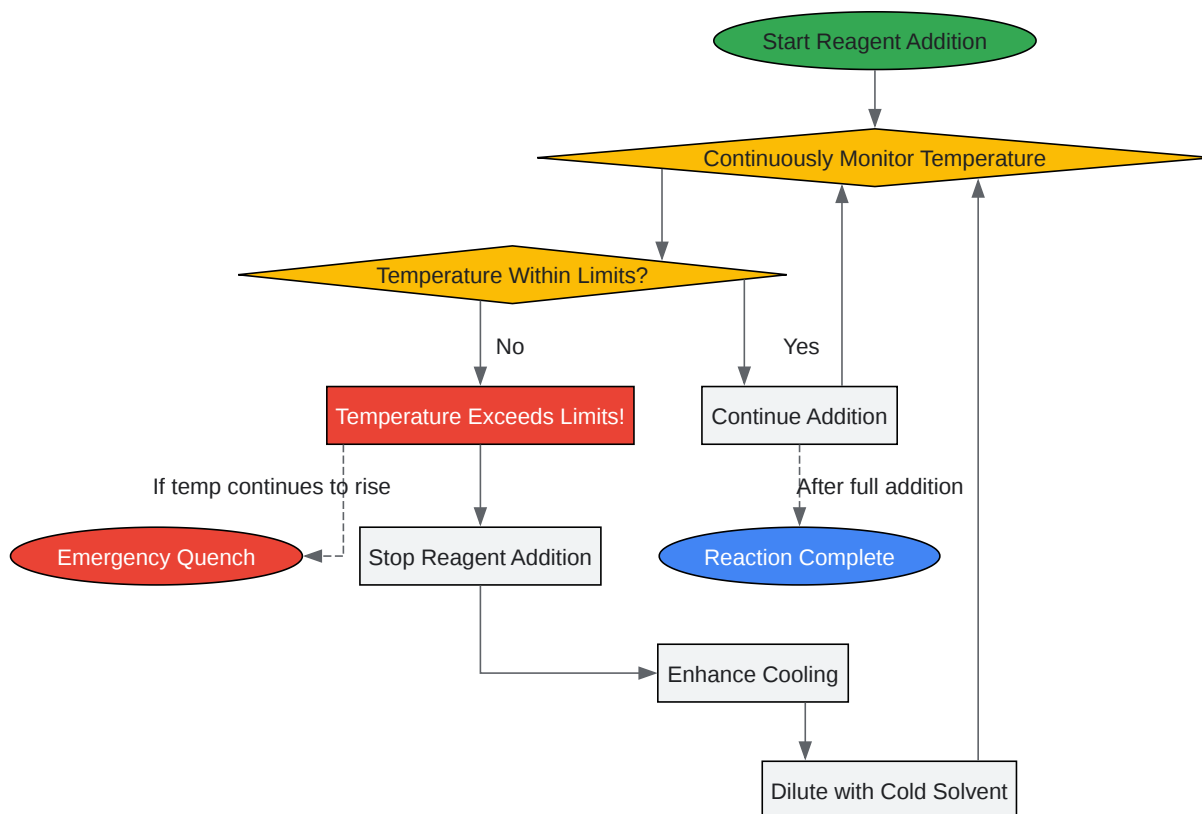 Start Reagent Addition
Continuously Monitor Temperature
Temperature Within Limits?
No
Yes
Temperature Exceeds Limits!
Continue Addition
If temp continues to rise
After full addition
Emergency Quench
Stop Reagent Addition
Reaction Complete
Enhance Cooling
Dilute with Cold Solvent